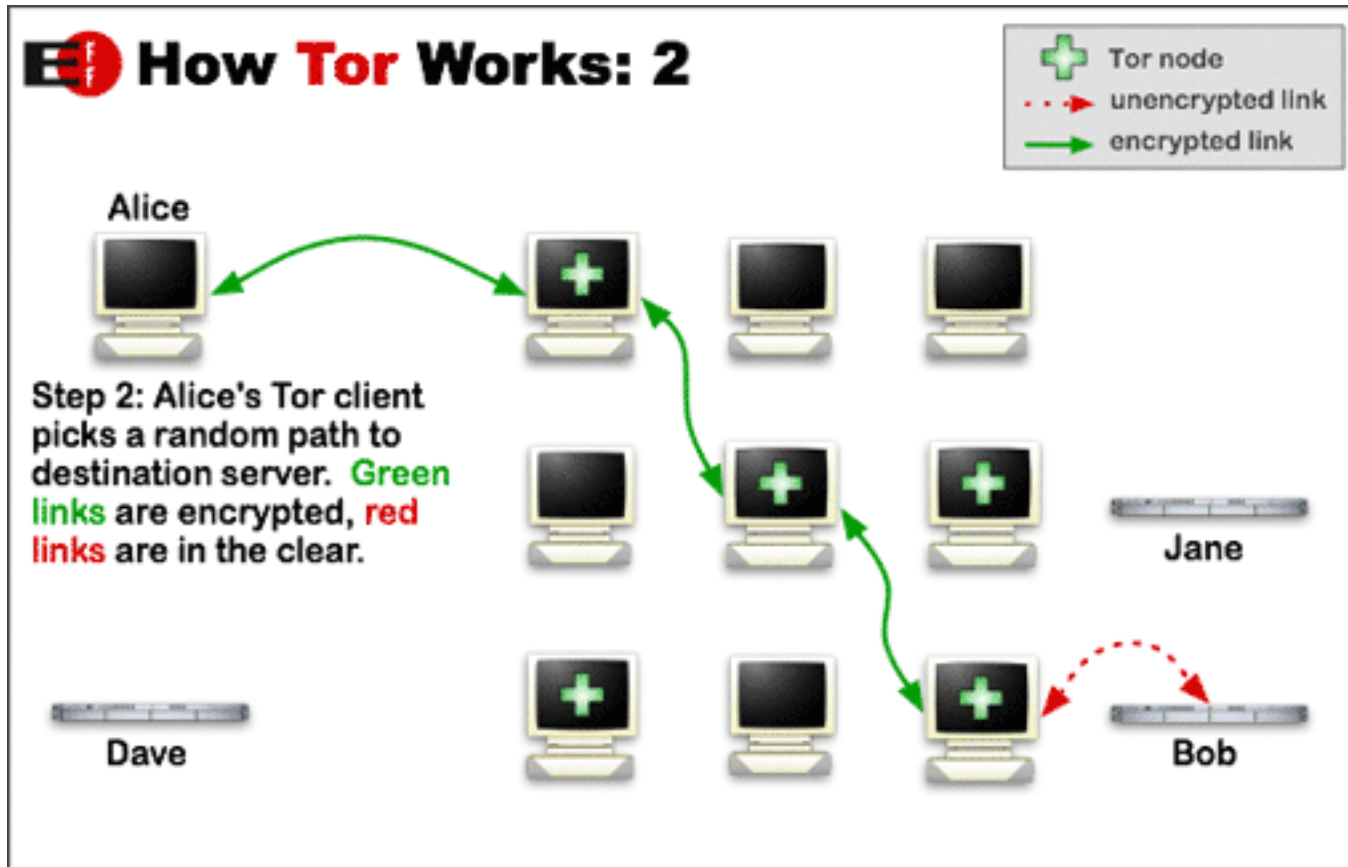 EFF How Tor Works: 2
Tor node
unencrypted link
encrypted link
Alice
Step 2: Alice's Tor client
picks a random path to
destination server. Green
links are encrypted, red
links are in the clear.
Jane
Dave
Bob